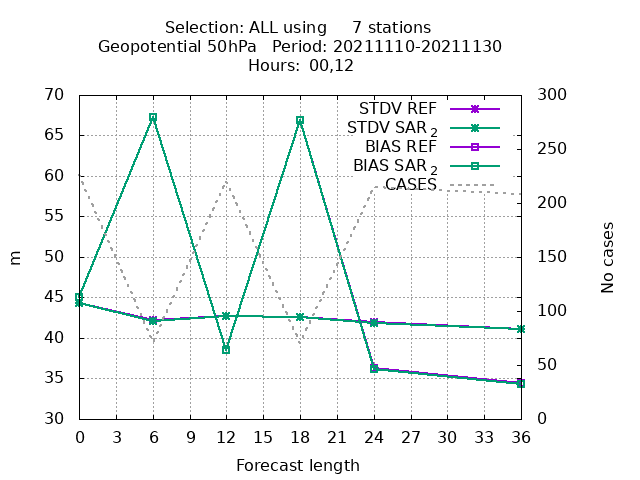 Selection: ALL using 7 stations
Geopotential 50hPa Period: 20211110-20211130
Hours: 00,12
70 300
STDV REF
STDV SAR 2
BIAS REF
BIAS SAR 2
CASES
65 250
60
55 200
50 150
45
40 100
35 50
30 0
m
No cases
0 3 6 9 12 15 18 21 24 27 30 33 36
Forecast length